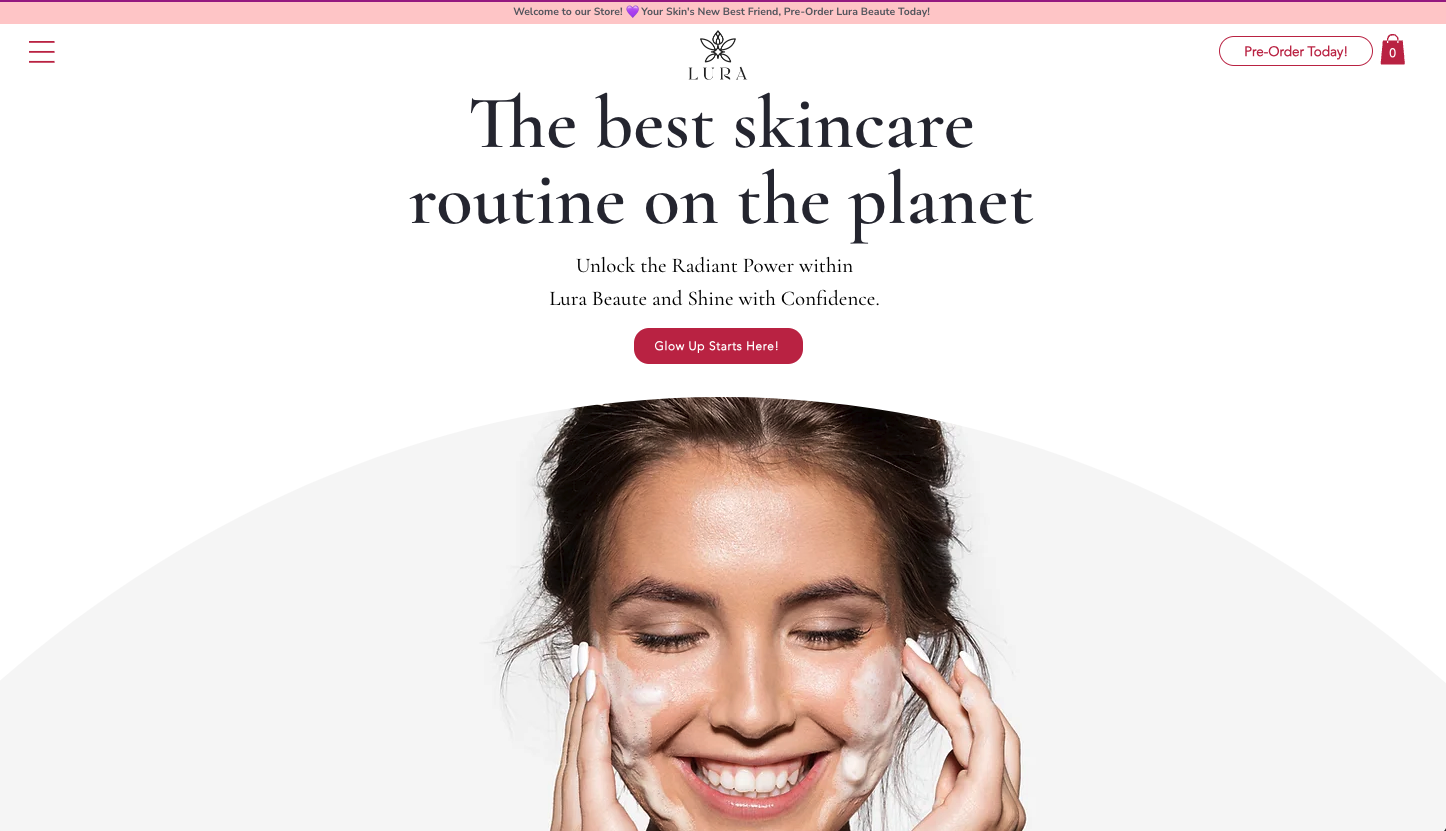 Welcome to our Store! 💜 Your Skin's New Best Friend, Pre-Order Lura Beaute Today!
LURA
Pre-Order Today!
0
The best skincare
routine on the planet
Unlock the Radiant Power within
Lura Beaute and Shine with Confidence.
Glow Up Starts Here!